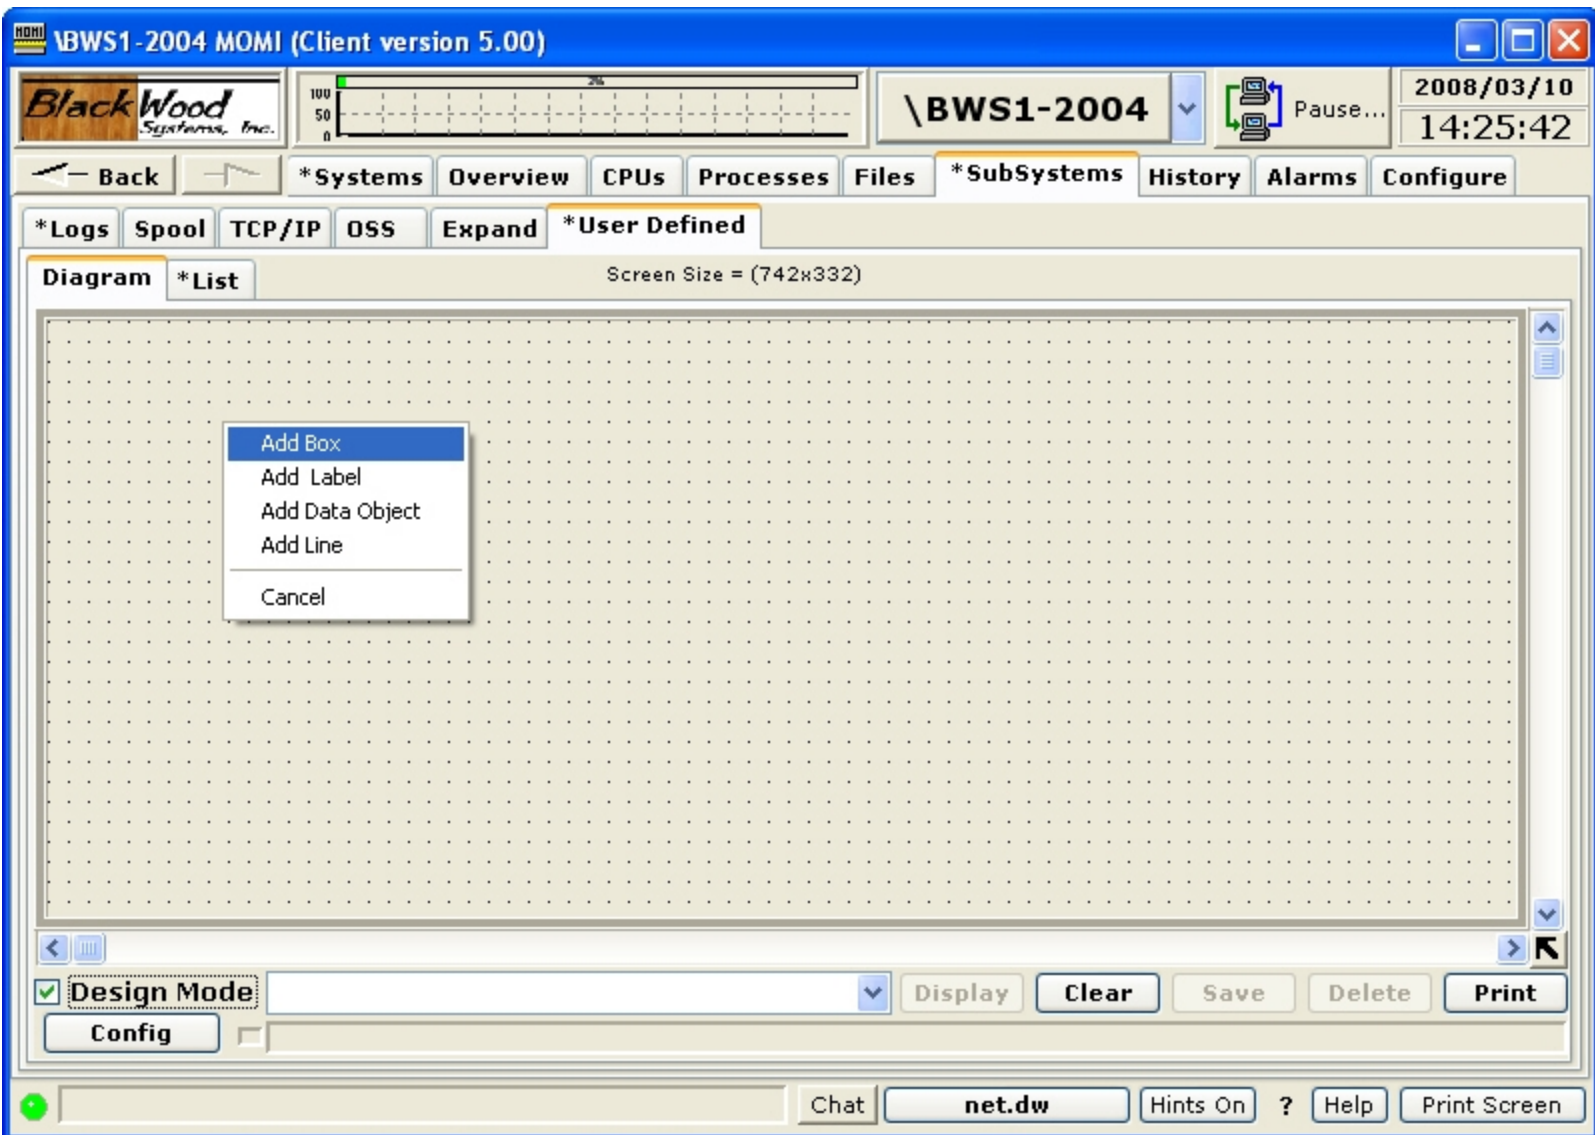 MOMI \BWS1-2004 MOMI (Client version 5.00)
BlackWood
Systems, Inc.
2%
100
50
0
\BWS1-2004
Pause...
2008/03/10
14:25:42
Back *Systems Overview CPUs Processes Files *SubSystems History Alarms Configure
*Logs Spool TCP/IP OSS Expand *User Defined
Diagram *List Screen Size = (742x332)
Add Box
Add  Label
Add Data Object
Add Line
Cancel
Design Mode Display Clear Save Delete Print
Config
Chat net.dw Hints On ? Help Print Screen